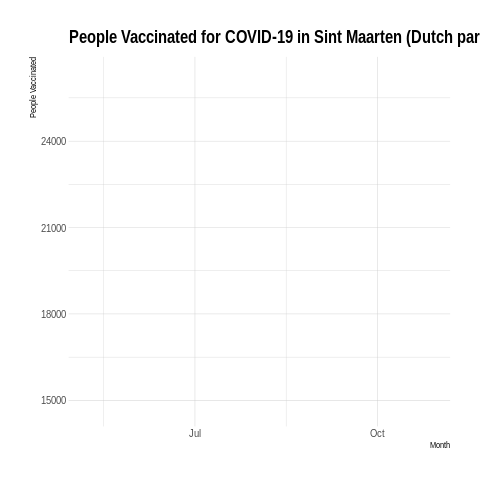 People Vaccinated for COVID-19 in Sint Maarten (Dutch par
People Vaccinated
24000
21000
18000
15000
Jul Oct
Month